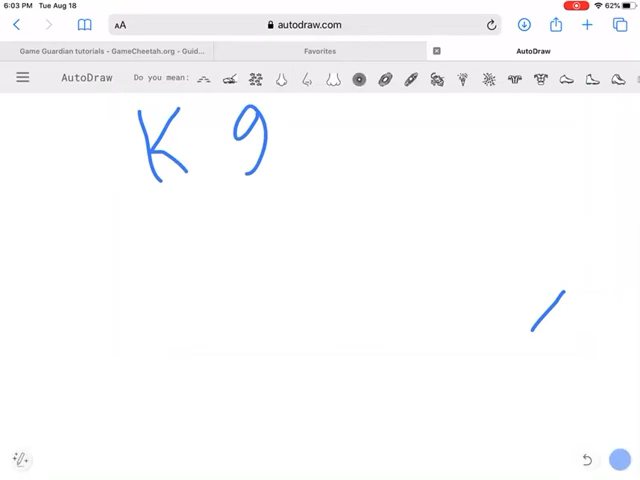 6:03 PM Tue Aug 18 62%
AA autodraw.com
Game Guardian tutorials - GameCheetah.org - Guid... Favorites AutoDraw
AutoDraw Do you mean:
K 9